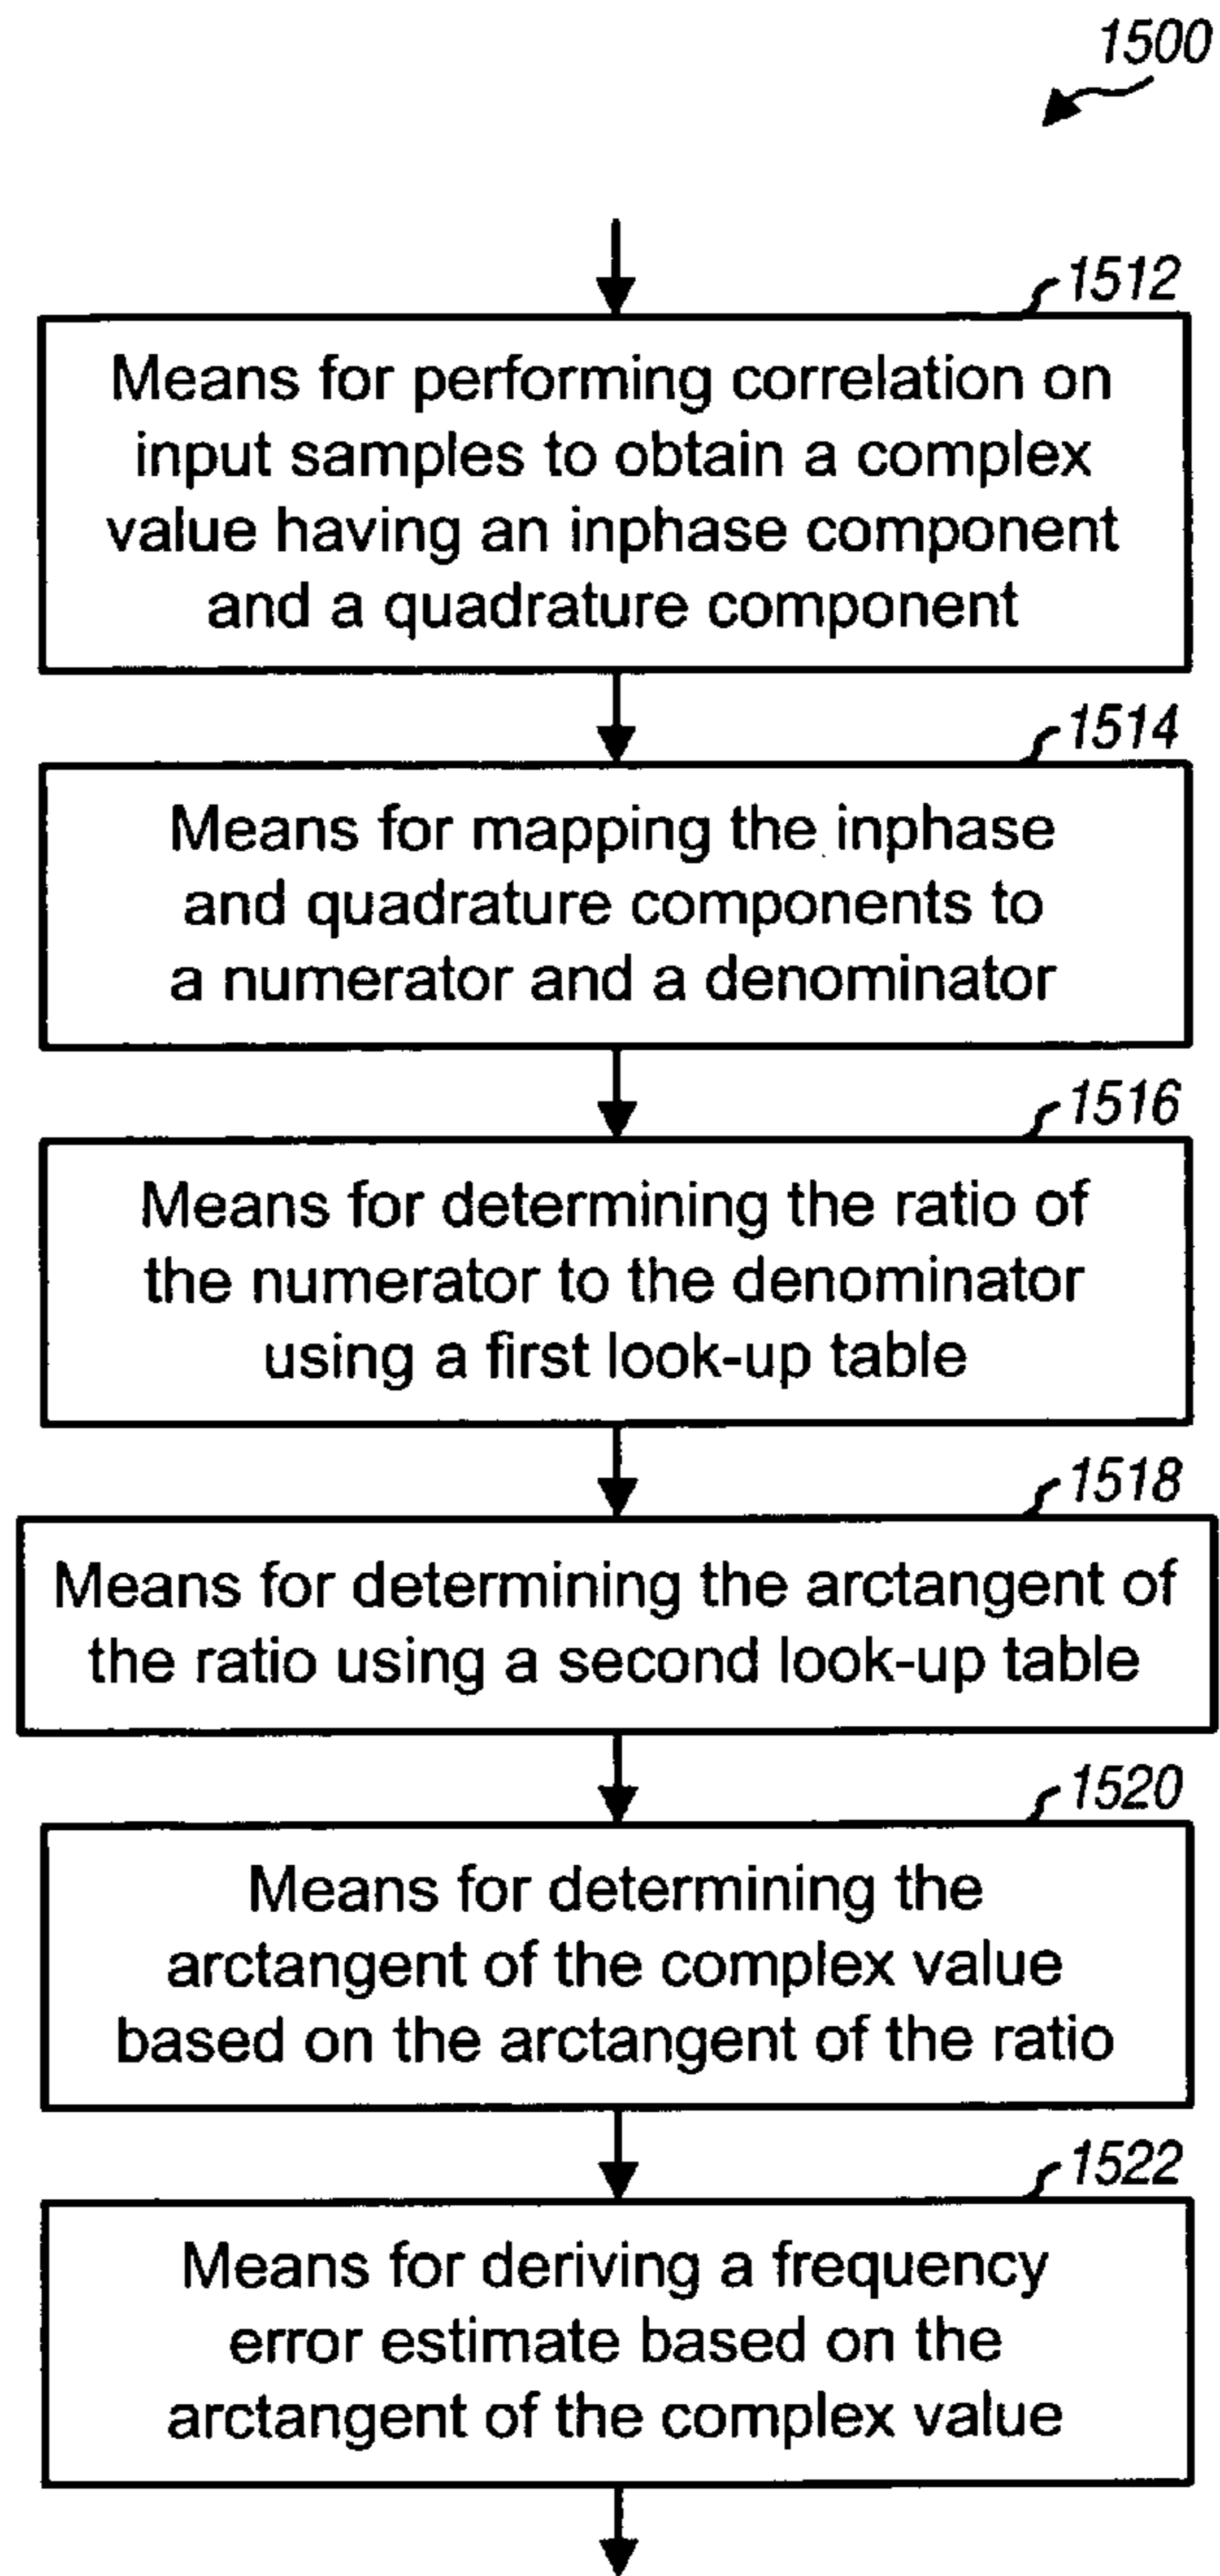 1500
1512
Means for performing correlation on
input samples to obtain a complex
value having an inphase component
and a quadrature component
1514
Means for mapping the inphase
and quadrature components to
a numerator and a denominator
1516
Means for determining the ratio of
the numerator to the denominator
using a first look-up table
1518
Means for determining the arctangent of
the ratio using a second look-up table
1520
Means for determining the
arctangent of the complex value
based on the arctangent of the ratio
1522
Means for deriving a frequency
error estimate based on the
arctangent of the complex value